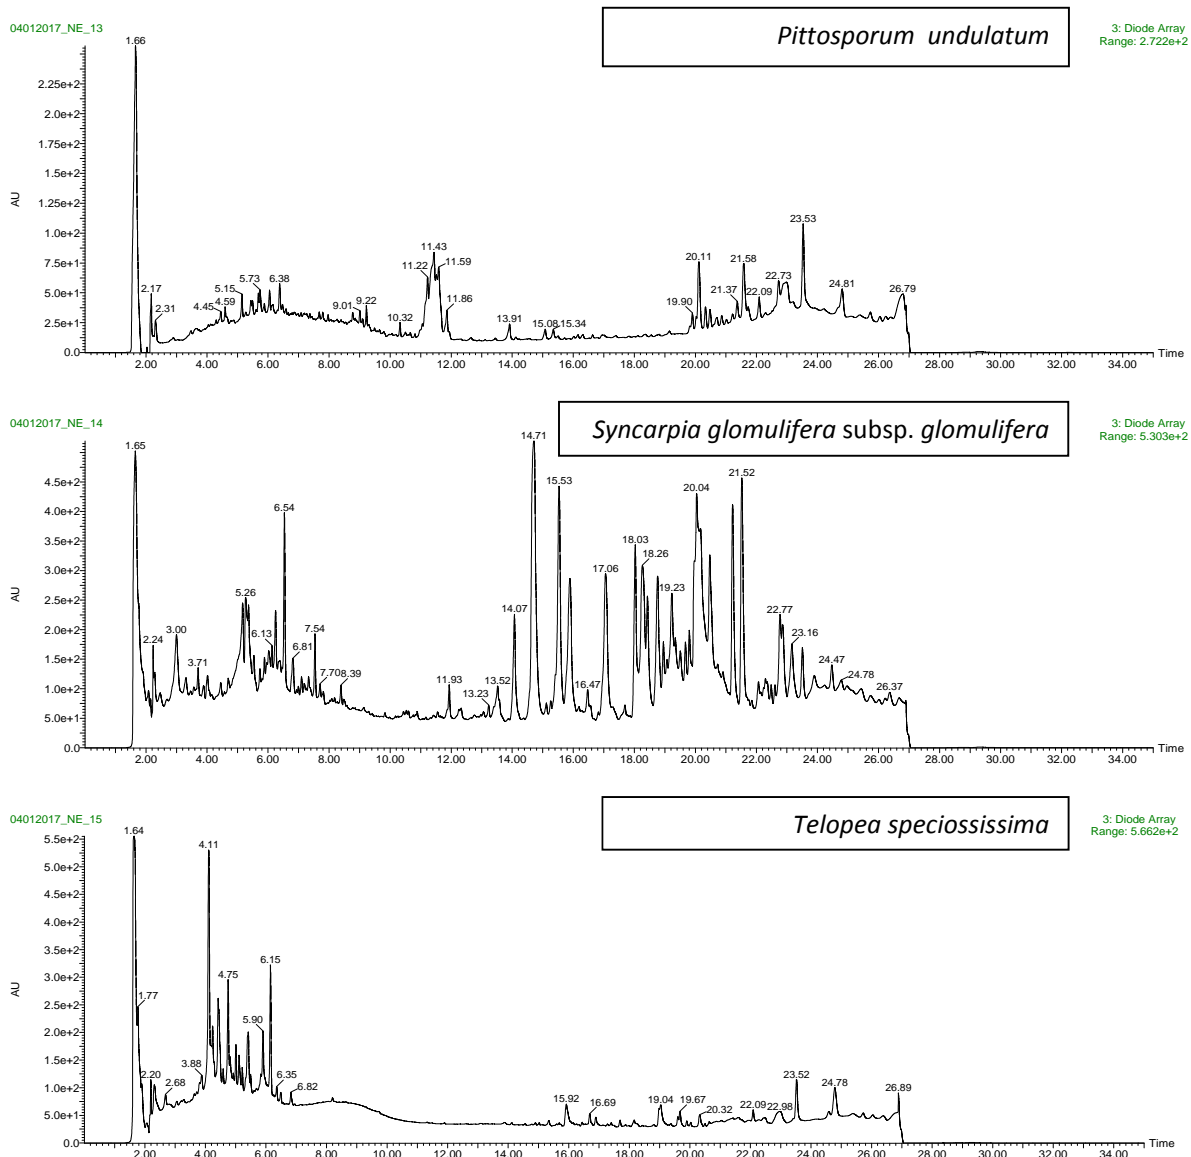 04012017_NE_13
Pittosporum undulatum
3: Diode Array
Range: 2.722e+2
1.66
2.25e+2
2.00e+2
1.75e+2
1.50e+2
1.25e+2
1.00e+2
7.50e+1
5.00e+1
2.50e+1
0.0
AU
2.17
2.31
4.45
4.59
5.15
5.73
6.38
9.01
9.22
10.32
11.22
11.43
11.59
11.86
13.91
15.08
15.34
19.90
20.11
21.37
21.58
22.09
22.73
23.53
24.81
26.79
2.00 4.00 6.00 8.00 10.00 12.00 14.00 16.00 18.00 20.00 22.00 24.00 26.00 28.00 30.00 32.00 34.00
Time
04012017_NE_14
Syncarpia glomulifera subsp. glomulifera
3: Diode Array
Range: 5.303e+2
1.65
4.5e+2
4.0e+2
3.5e+2
3.0e+2
2.5e+2
2.0e+2
1.5e+2
1.0e+2
5.0e+1
0.0
AU
2.24
3.00
3.71
5.26
6.13
6.54
6.81
7.54
7.70
8.39
11.93
13.23
13.52
14.07
14.71
15.53
16.47
17.06
18.03
18.26
19.23
20.04
21.52
22.77
23.16
24.47
24.78
26.37
2.00 4.00 6.00 8.00 10.00 12.00 14.00 16.00 18.00 20.00 22.00 24.00 26.00 28.00 30.00 32.00 34.00
Time
04012017_NE_15
Telopea speciossissima
3: Diode Array
Range: 5.662e+2
1.64
5.5e+2
5.0e+2
4.5e+2
4.0e+2
3.5e+2
3.0e+2
2.5e+2
2.0e+2
1.5e+2
1.0e+2
5.0e+1
0.0
AU
1.77
2.20
2.68
3.88
4.11
4.75
5.90
6.15
6.35
6.82
15.92
16.69
19.04
19.67
20.32
22.09
22.98
23.52
24.78
26.89
2.00 4.00 6.00 8.00 10.00 12.00 14.00 16.00 18.00 20.00 22.00 24.00 26.00 28.00 30.00 32.00 34.00
Time